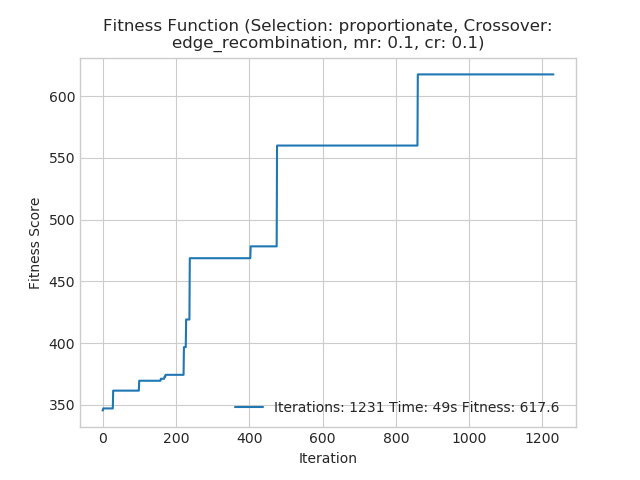 Fitness Function (Selection: proportionate, Crossover:
edge_recombination, mr: 0.1, cr: 0.1)
600
550
500
450
400
350
Fitness Score
Iterations: 1231 Time: 49s Fitness: 617.6
0 200 400 600 800 1000 1200
Iteration